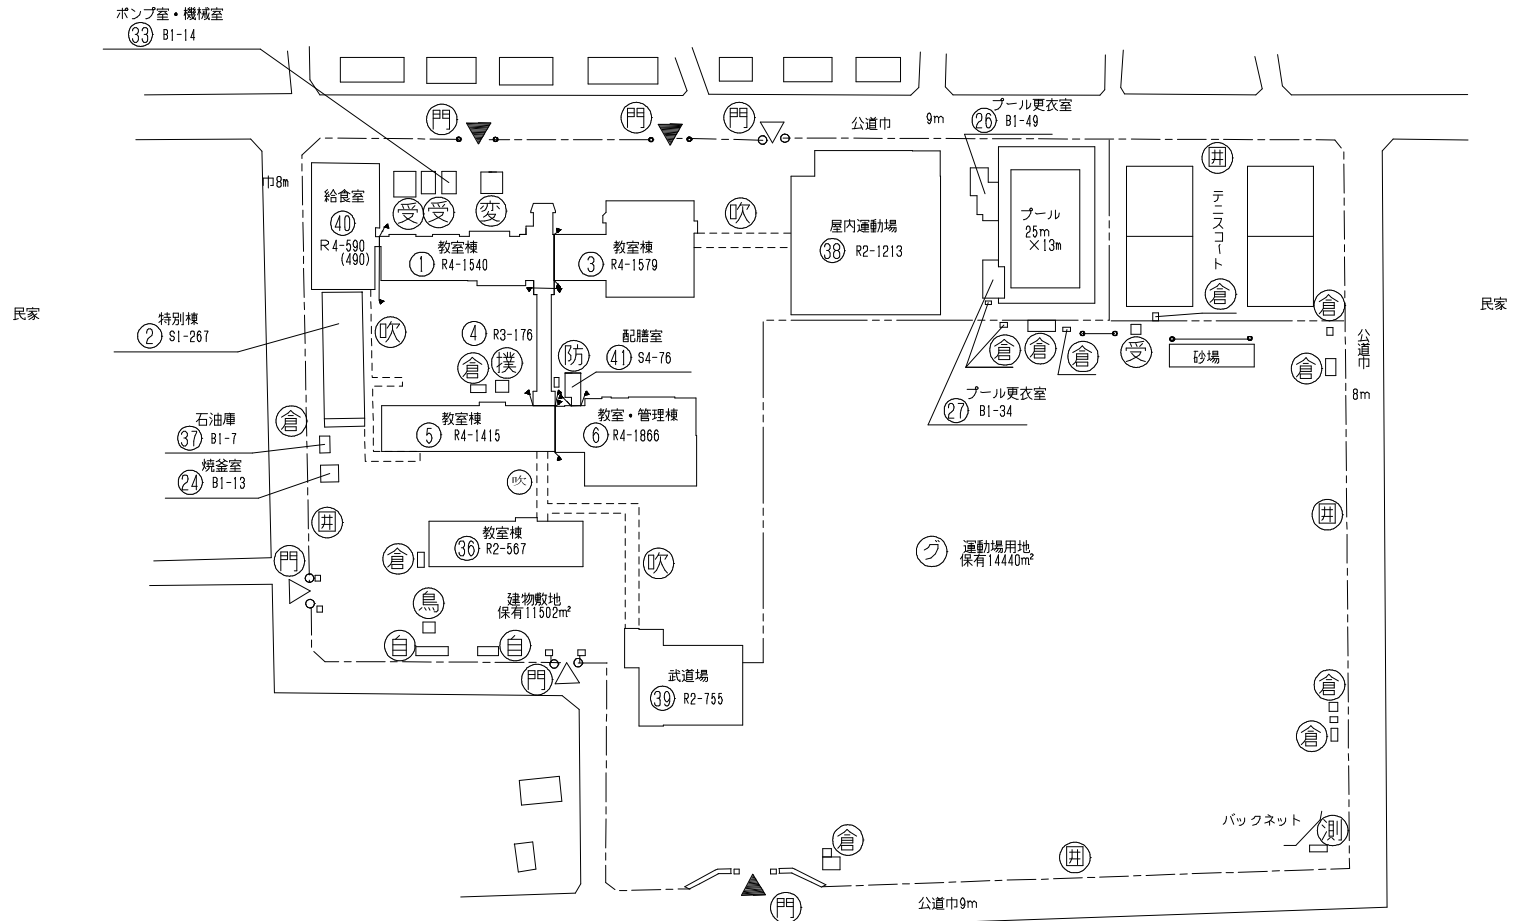 ポンプ室・機械室
㉝ B1-14
門
門
門
公道巾 9m
プール更衣室
㉖ B1-49
囲
巾8m
給食室
㊵
R4-590
(490)
受
受
変
吹
教室棟
① R4-1540
教室棟
③ R4-1579
屋内運動場
㊳ R2-1213
プール
25m
×13m
テニスコート
倉
倉
民家
民家
特別棟
② S1-267
吹
④ R3-176
倉
撲
防
配膳室
㊶ S4-76
倉
倉
倉
受
砂場
倉
公道巾
8m
プール更衣室
㉗ B1-34
石油庫
㊲ B1-7
倉
教室棟
⑤ R4-1415
教室・管理棟
⑥ R4-1866
焼釜室
㉔ B1-13
吹
囲
囲
教室棟
㊱ R2-567
倉
門
吹
グ
運動場用地
保有14440m²
鳥
建物敷地
保有11502m²
自
自
門
武道場
㊴ R2-755
倉
倉
バックネット
測
倉
囲
門
公道巾9m